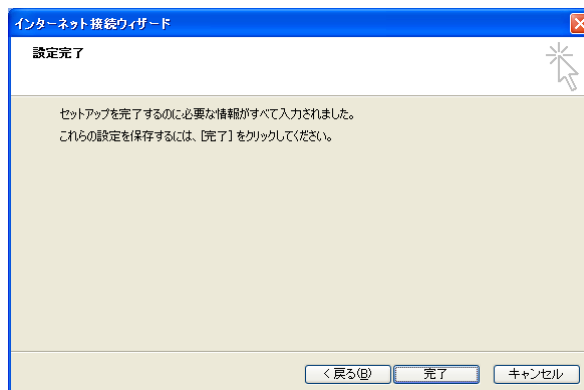 インターネット接続ウィザード
設定完了
セットアップを完了するのに必要な情報がすべて入力されました。
これらの設定を保存するには、[完了] をクリックしてください。
< 戻る(B) 完了 キャンセル